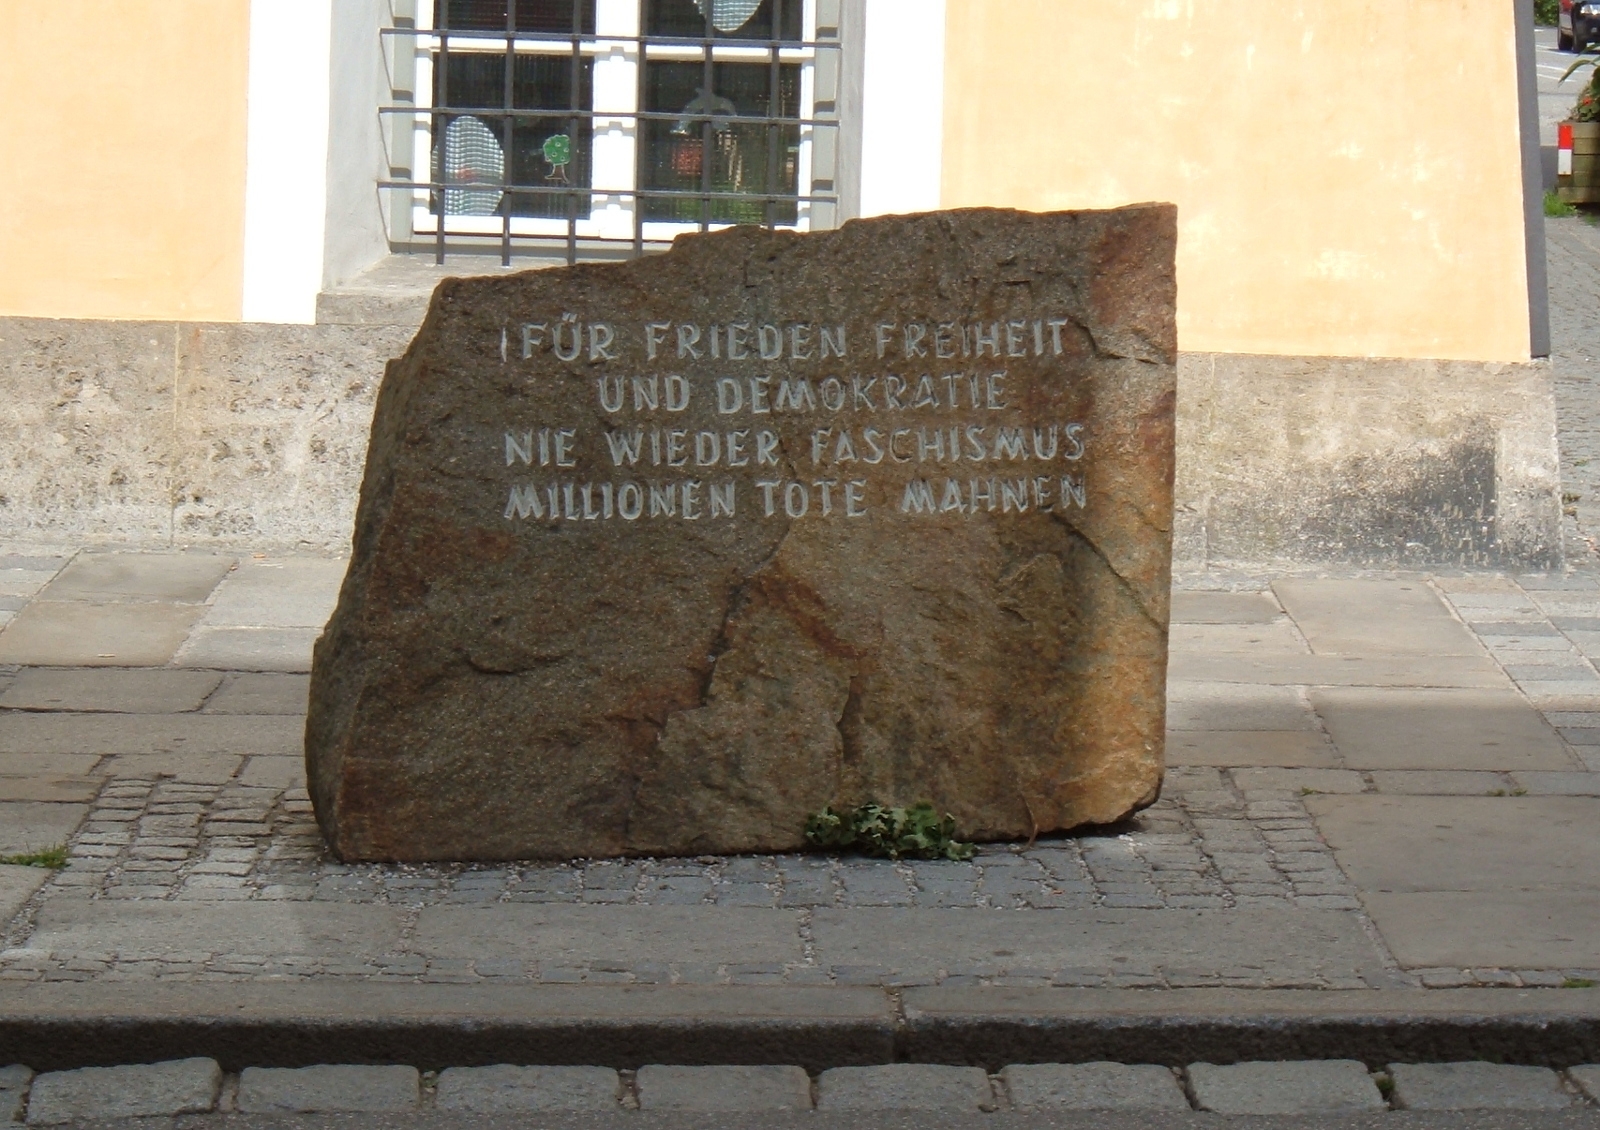 FÜR FRIEDEN FREIHEIT
UND DEMOKRATIE
NIE WIEDER FASCHISMUS
MILLIONEN TOTE MAHNEN